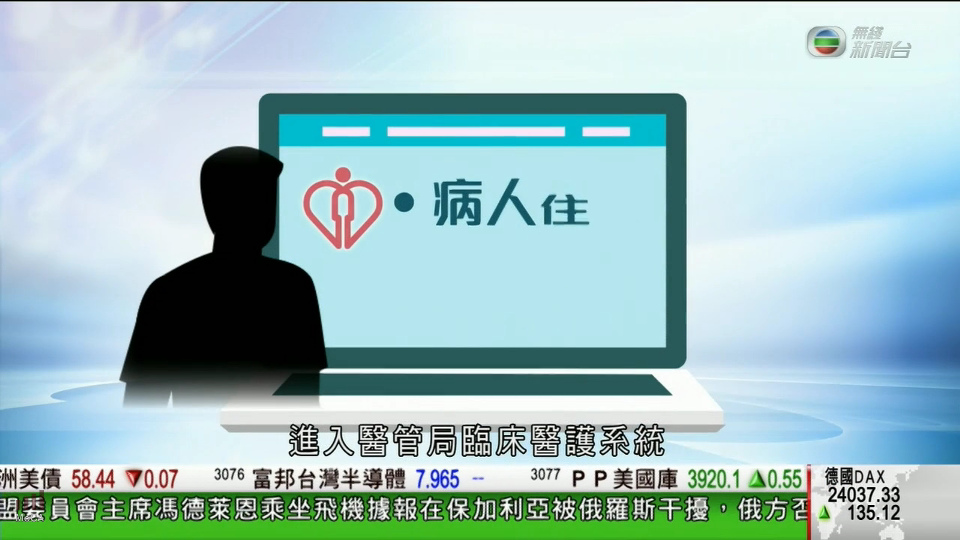 無綫
新聞台
病人住
進入醫管局臨床醫護系統
洲美債 58.44 ▼0.07 3076 富邦台灣半導體 7.965 -- 3077 PP美國庫 3920.1 ▲0.55
德國DAX
24037.33
▲ 135.12
盟委員會主席馮德萊恩乘坐飛機據報在保加利亞被俄羅斯干擾，俄方否